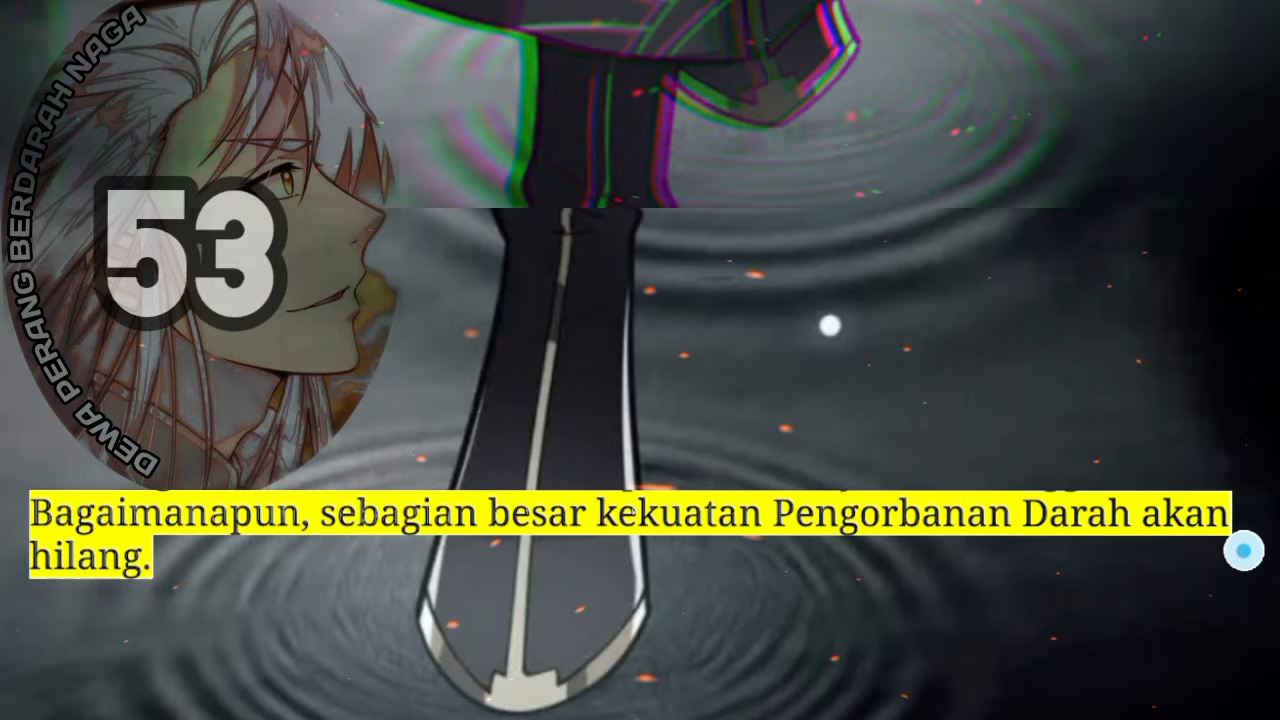 DEWA PERANG BERDARAH NAGA
53
Bagaimanapun, sebagian besar kekuatan Pengorbanan Darah akan
hilang.